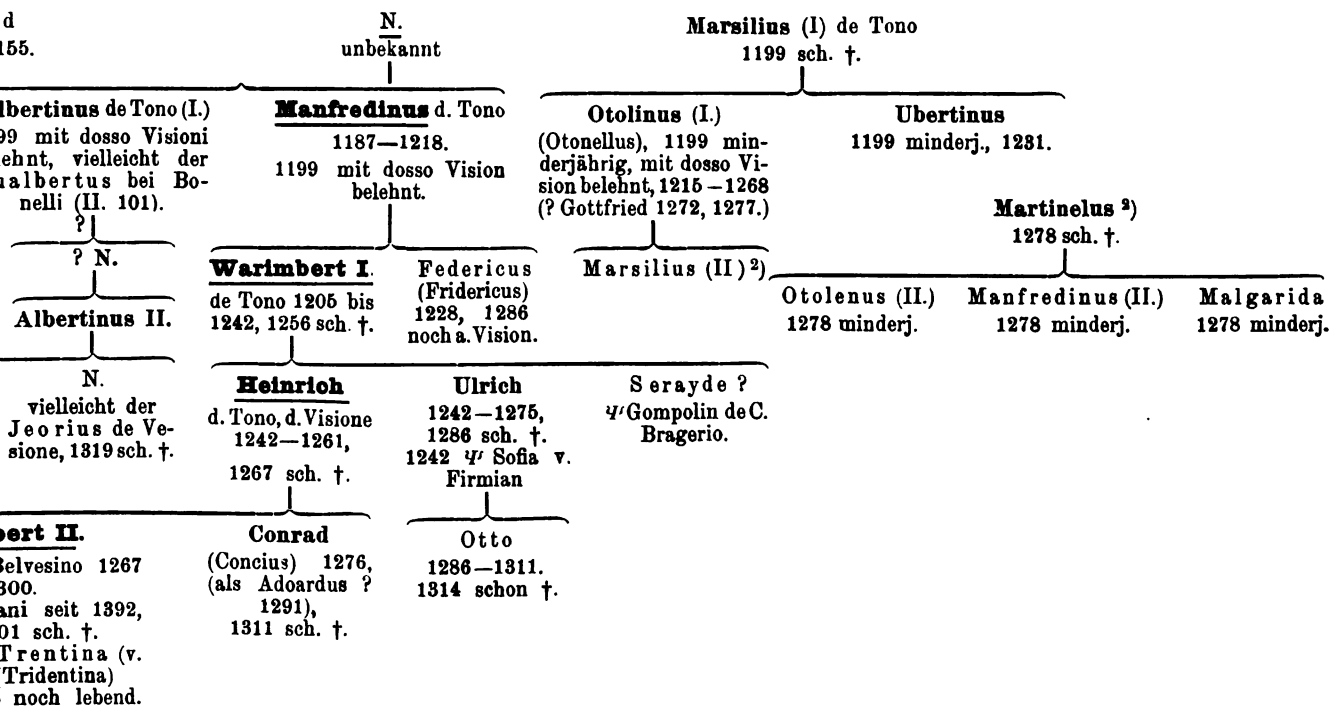 d
155.
N.
unbekannt
Marsilius (I) de Tono
1199 sch. †.
lbertinus de Tono (I.)
99 mit dosso Visioni
ehnt, vielleicht der
ualbertus bei Bo-
nelli (II. 101).
?
? N.
Albertinus II.
N.
vielleicht der
Jeorius de Ve-
sione, 1319 sch. †.
Manfredinus d. Tono
1187—1218.
1199 mit dosso Vision
belehnt.
Otolinus (I.)
(Otonellus), 1199 min-
derjährig, mit dosso Vi-
sion belehnt, 1215—1268
(? Gottfried 1272, 1277.)
Ubertinus
1199 minderj., 1231.
Martinelus ²)
1278 sch. †.
Warimbert I.
de Tono 1205 bis
1242, 1256 sch. †.
Federicus
(Fridericus)
1228, 1286
noch a. Vision.
Marsilius (II) ²)
Otolenus (II.)
1278 minderj.
Manfredinus (II.)
1278 minderj.
Malgarida
1278 minderj.
Heinrich
d. Tono, d. Visione
1242—1261,
1267 sch. †.
Ulrich
1242—1275,
1286 sch. †.
1242 Ψ Sofia v.
Firmian
Serayde ?
Ψ Gompolin de C.
Bragerio.
bert II.
Belvesino 1267
300.
ani seit 1392,
01 sch. †.
Trentina (v.
(Tridentina)
noch lebend.
Conrad
(Concius) 1276,
(als Adoardus ?
1291),
1311 sch. †.
Otto
1286—1311.
1314 schon †.